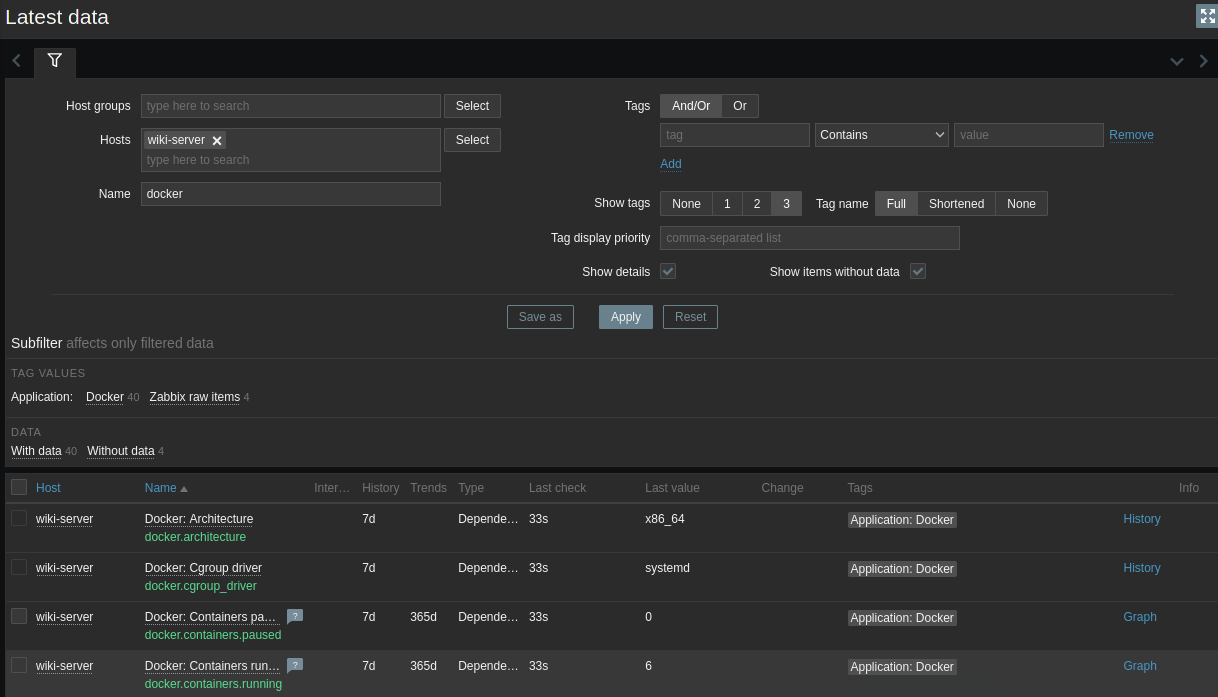 Latest data
Host groups type here to search Select
Hosts wiki-server Select
type here to search
Name docker
Tags And/Or Or
tag Contains value Remove
Add
Show tags None 1 2 3 Tag name Full Shortened None
Tag display priority comma-separated list
Show details Show items without data
Save as Apply Reset
Subfilter affects only filtered data
TAG VALUES
Application: Docker 40 Zabbix raw items 4
DATA
With data 40 Without data 4
Host Name Inter… History Trends Type Last check Last value Change Tags Info
wiki-server Docker: Architecture 7d Depende… 33s x86_64 Application: Docker History
docker.architecture
wiki-server Docker: Cgroup driver 7d Depende… 33s systemd Application: Docker History
docker.cgroup_driver
wiki-server Docker: Containers pa… ? 7d 365d Depende… 33s 0 Application: Docker Graph
docker.containers.paused
wiki-server Docker: Containers run… ? 7d 365d Depende… 33s 6 Application: Docker Graph
docker.containers.running